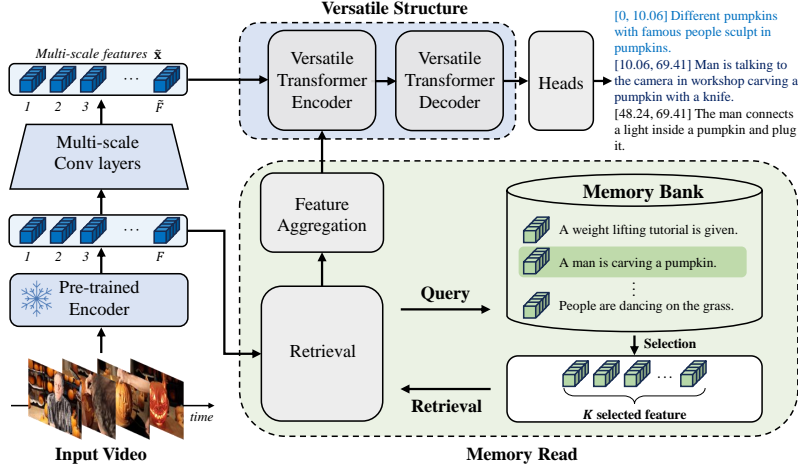 Versatile Structure
Multi-scale features x̃
1 2 3 ... F̃
Versatile
Transformer
Encoder
Versatile
Transformer
Decoder
Heads
[0, 10.06] Different pumpkins
with famous people sculpt in
pumpkins.
[10.06, 69.41] Man is talking to
the camera in workshop carving a
pumpkin with a knife.
[48.24, 69.41] The man connects
a light inside a pumpkin and plug
it.
Multi-scale
Conv layers
1 2 3 ... F
Pre-trained
Encoder
time
Input Video
Feature
Aggregation
Retrieval
Query
Retrieval
Memory Bank
A weight lifting tutorial is given.
A man is carving a pumpkin.
⋮
People are dancing on the grass.
Selection
...
K selected feature
Memory Read